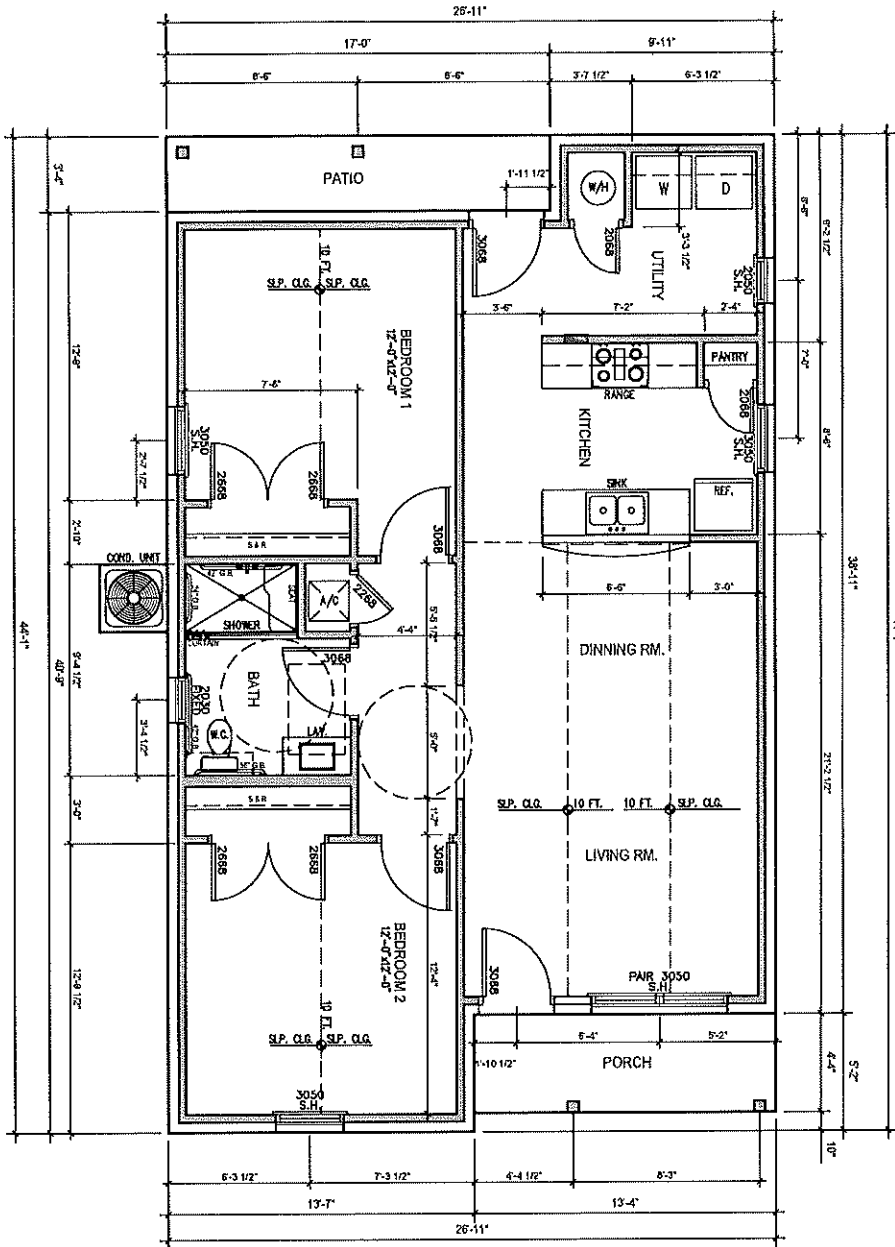 26'-11"
17'-0"
9'-11"
8'-6"
8'-6"
3'-7 1/2"
6'-3 1/2"
PATIO
1'-11 1/2"
W/H
W
D
3'-4"
3068
2068
3'-3 1/2"
UTILITY
2050
S.H.
6'-2 1/2"
10 FT.
SLP. CLG.
SLP. CLG.
3'-6"
7'-2"
2'-4"
7'-0"
BEDROOM 1
12'-0"x12'-0"
12'-8"
7'-6"
RANGE
PANTRY
2068
KITCHEN
3050
S.H.
3050
S.H.
8'-6"
2'-7 1/2"
2668
2668
SINK
REF.
3068
2'-10"
S & R
COND. UNIT
SHOWER
SEAT
A/C
2268
6'-6"
3'-0"
38'-11"
5'-8 1/2"
4'-4"
DINNING RM.
44'-1"
40'-9"
9'-4 1/2"
CURTAIN
BATH
3068
2030
FIXED
W.C.
LAV.
3'-4 1/2"
5'-0"
21'-2 1/2"
3'-0"
S & R
1'-7"
SLP. CLG.
10 FT.
10 FT.
SLP. CLG.
LIVING RM.
2668
2668
3068
BEDROOM 2
12'-0"x12'-0"
12'-4"
12'-9 1/2"
3068
PAIR 3050
S.H.
10 FT.
SLP. CLG.
SLP. CLG.
6'-4"
5'-2"
1'-10 1/2"
PORCH
4'-4"
5'-2"
3050
S.H.
10"
6'-3 1/2"
7'-3 1/2"
4'-4 1/2"
8'-3"
13'-7"
13'-4"
26'-11"